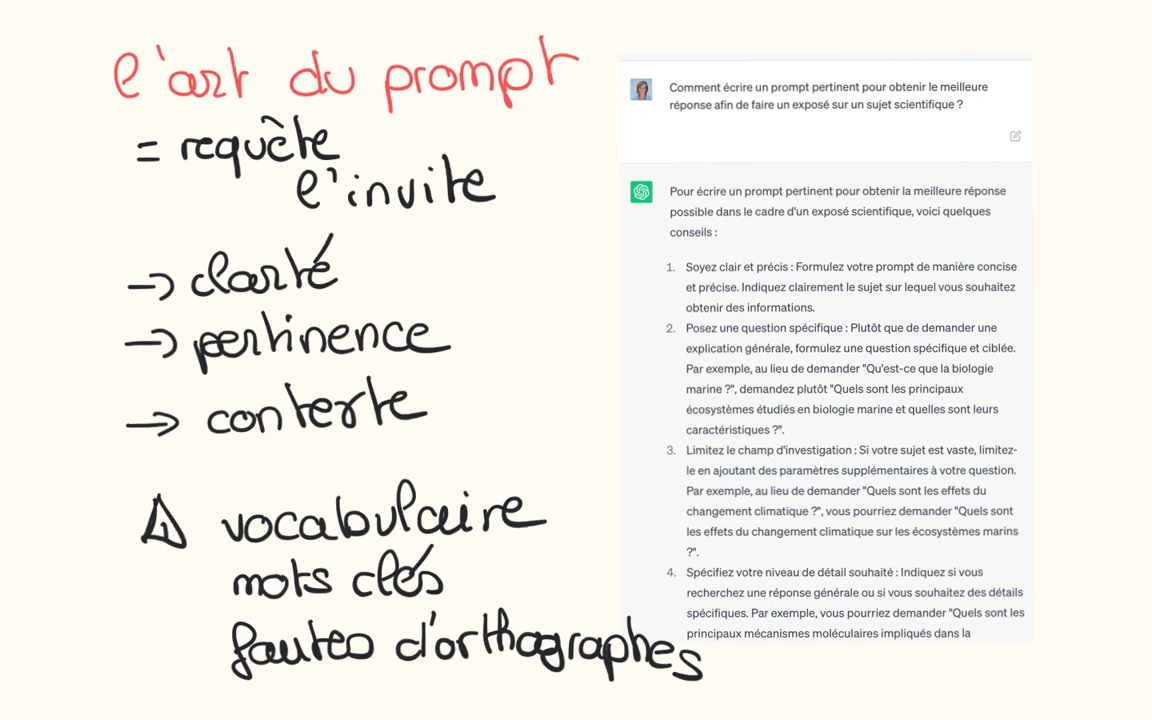 l'art du prompt
= requête
l'invite
→ clarté
→ pertinence
→ contexte
⚠ vocabulaire
mots clés
fautes d'orthographes
Comment écrire un prompt pertinent pour obtenir le meilleure
réponse afin de faire un exposé sur un sujet scientifique ?
Pour écrire un prompt pertinent pour obtenir la meilleure réponse
possible dans le cadre d'un exposé scientifique, voici quelques
conseils :
1. Soyez clair et précis : Formulez votre prompt de manière concise
et précise. Indiquez clairement le sujet sur lequel vous souhaitez
obtenir des informations.
2. Posez une question spécifique : Plutôt que de demander une
explication générale, formulez une question spécifique et ciblée.
Par exemple, au lieu de demander "Qu'est-ce que la biologie
marine ?", demandez plutôt "Quels sont les principaux
écosystèmes étudiés en biologie marine et quelles sont leurs
caractéristiques ?".
3. Limitez le champ d'investigation : Si votre sujet est vaste, limitez-
le en ajoutant des paramètres supplémentaires à votre question.
Par exemple, au lieu de demander "Quels sont les effets du
changement climatique ?", vous pourriez demander "Quels sont
les effets du changement climatique sur les écosystèmes marins
?".
4. Spécifiez votre niveau de détail souhaité : Indiquez si vous
recherchez une réponse générale ou si vous souhaitez des détails
spécifiques. Par exemple, vous pourriez demander "Quels sont les
principaux mécanismes moléculaires impliqués dans la